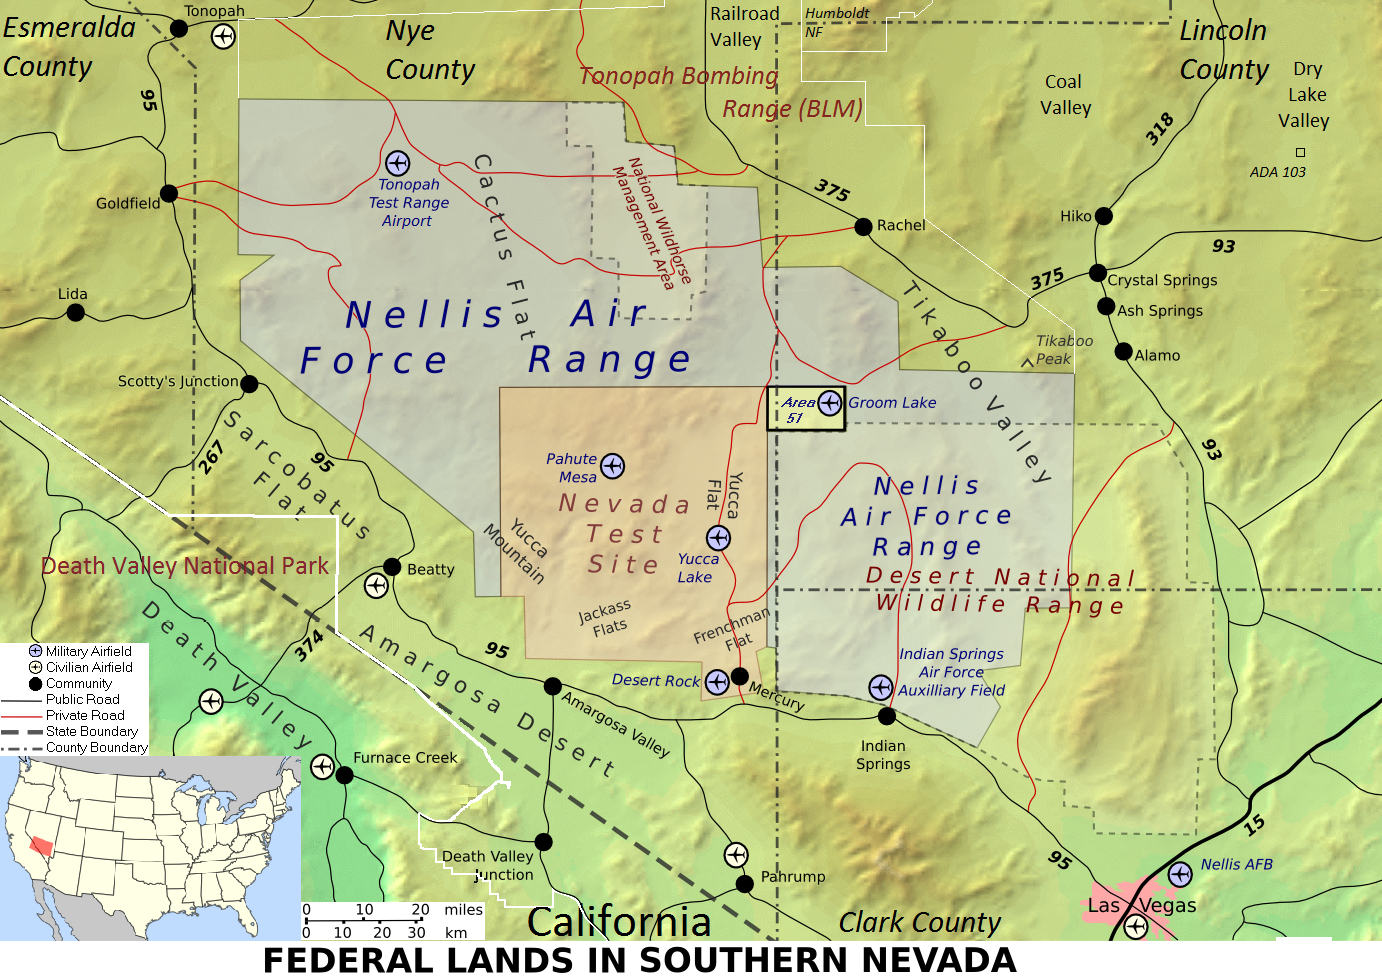 Esmeralda
County
Tonopah
Nye
County
Railroad
Valley
Humboldt
NF
Lincoln
County
Tonopah Bombing
Range (BLM)
Coal
Valley
Dry
Lake
Valley
ADA 103
95
318
Tonopah
Test Range
Airport
Cactus Flat
National Wildhorse
Management Area
375
Goldfield
Rachel
Hiko
93
375
Crystal Springs
Ash Springs
Lida
Nellis Air
Force Range
Tikaboo Valley
Tikaboo
Peak
Alamo
Scotty's Junction
Area
51
Groom Lake
Sarcobatus
Flat
267
95
93
Pahute
Mesa
Yucca
Flat
Nevada
Test
Site
Nellis
Air Force
Range
Yucca
Mountain
Yucca
Lake
Desert National
Wildlife Range
Death Valley National Park
Beatty
Death Valley
Jackass
Flats
Frenchman
Flat
374
Amargosa Desert
95
Military Airfield
Civilian Airfield
Community
Public Road
Private Road
State Boundary
County Boundary
Desert Rock
Mercury
Indian Springs
Air Force
Auxilliary Field
Amargosa Valley
Indian
Springs
Furnace Creek
Death Valley
Junction
Pahrump
95
15
Nellis AFB
Las Vegas
0 10 20 miles
0 10 20 30 km
California
Clark County
FEDERAL LANDS IN SOUTHERN NEVADA